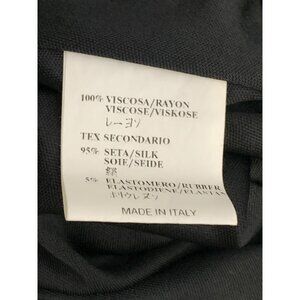 100% VISCOSA/RAYON
VISCOSE/VISKOSE
レーヨン
TEX SECONDARIO
95% SETA/SILK
SOIE/SEIDE
絹
5% ELASTOMERO/RUBBER
ELASTODIENE/ELASTAN
ポリウレタン
MADE IN ITALY